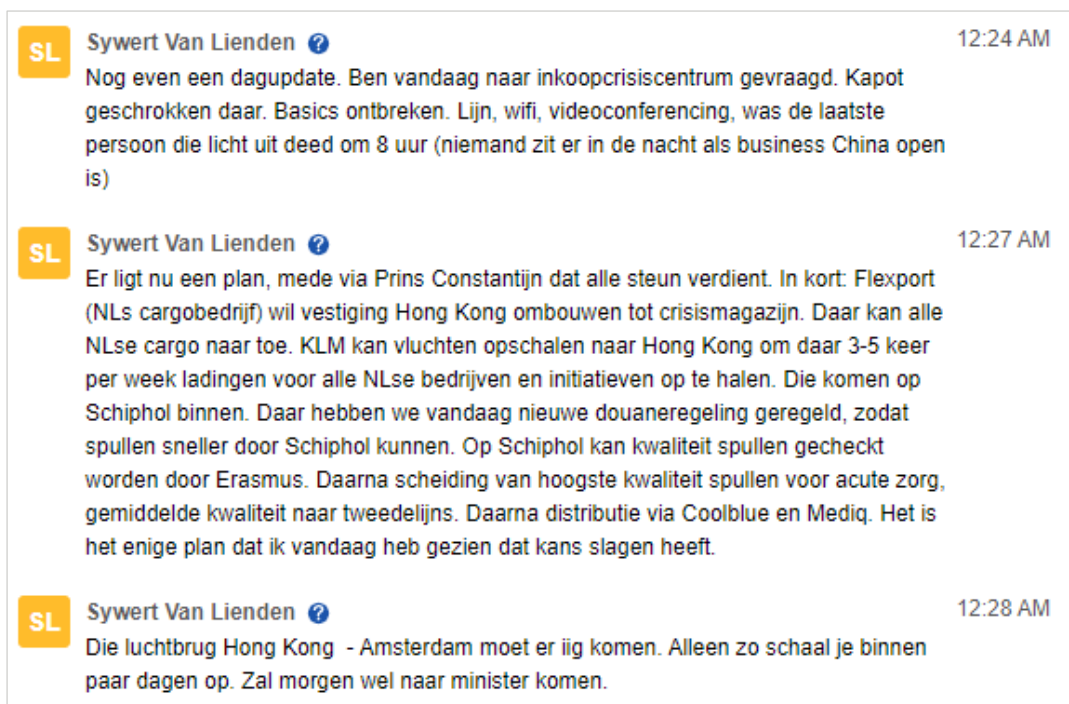 SL
Sywert Van Lienden ?
12:24 AM
Nog even een dagupdate. Ben vandaag naar inkoopcrisiscentrum gevraagd. Kapot
geschrokken daar. Basics ontbreken. Lijn, wifi, videoconferencing, was de laatste
persoon die licht uit deed om 8 uur (niemand zit er in de nacht als business China open
is)
SL
Sywert Van Lienden ?
12:27 AM
Er ligt nu een plan, mede via Prins Constantijn dat alle steun verdient. In kort: Flexport
(NLs cargobedrijf) wil vestiging Hong Kong ombouwen tot crisismagazijn. Daar kan alle
NLse cargo naar toe. KLM kan vluchten opschalen naar Hong Kong om daar 3-5 keer
per week ladingen voor alle NLse bedrijven en initiatieven op te halen. Die komen op
Schiphol binnen. Daar hebben we vandaag nieuwe douaneregeling geregeld, zodat
spullen sneller door Schiphol kunnen. Op Schiphol kan kwaliteit spullen gecheckt
worden door Erasmus. Daarna scheiding van hoogste kwaliteit spullen voor acute zorg,
gemiddelde kwaliteit naar tweedelijns. Daarna distributie via Coolblue en Mediq. Het is
het enige plan dat ik vandaag heb gezien dat kans slagen heeft.
SL
Sywert Van Lienden ?
12:28 AM
Die luchtbrug Hong Kong - Amsterdam moet er iig komen. Alleen zo schaal je binnen
paar dagen op. Zal morgen wel naar minister komen.